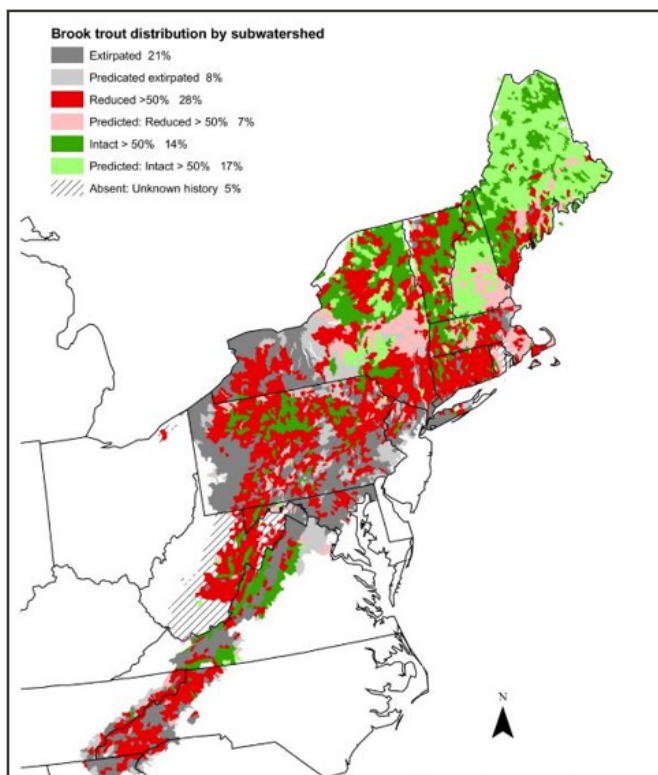 Brook trout distribution by subwatershed
Extirpated 21%
Predicated extirpated 8%
Reduced >50% 28%
Predicted: Reduced > 50% 7%
Intact > 50% 14%
Predicted: Intact > 50% 17%
Absent: Unknown history 5%
N